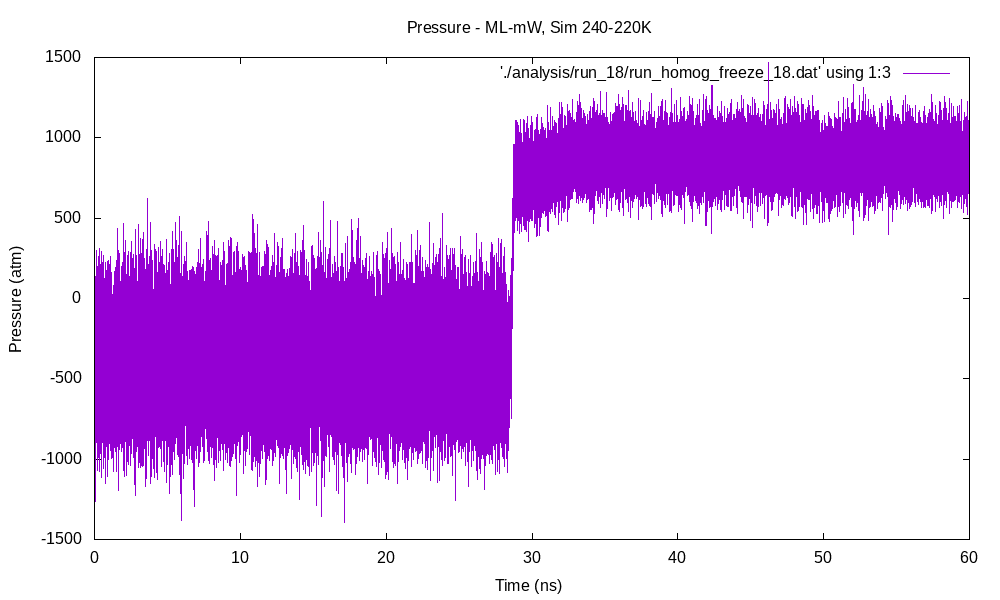 Pressure - ML-mW, Sim 240-220K
'./analysis/run_18/run_homog_freeze_18.dat' using 1:3
1500
1000
500
0
-500
-1000
-1500
Pressure (atm)
0 10 20 30 40 50 60
Time (ns)